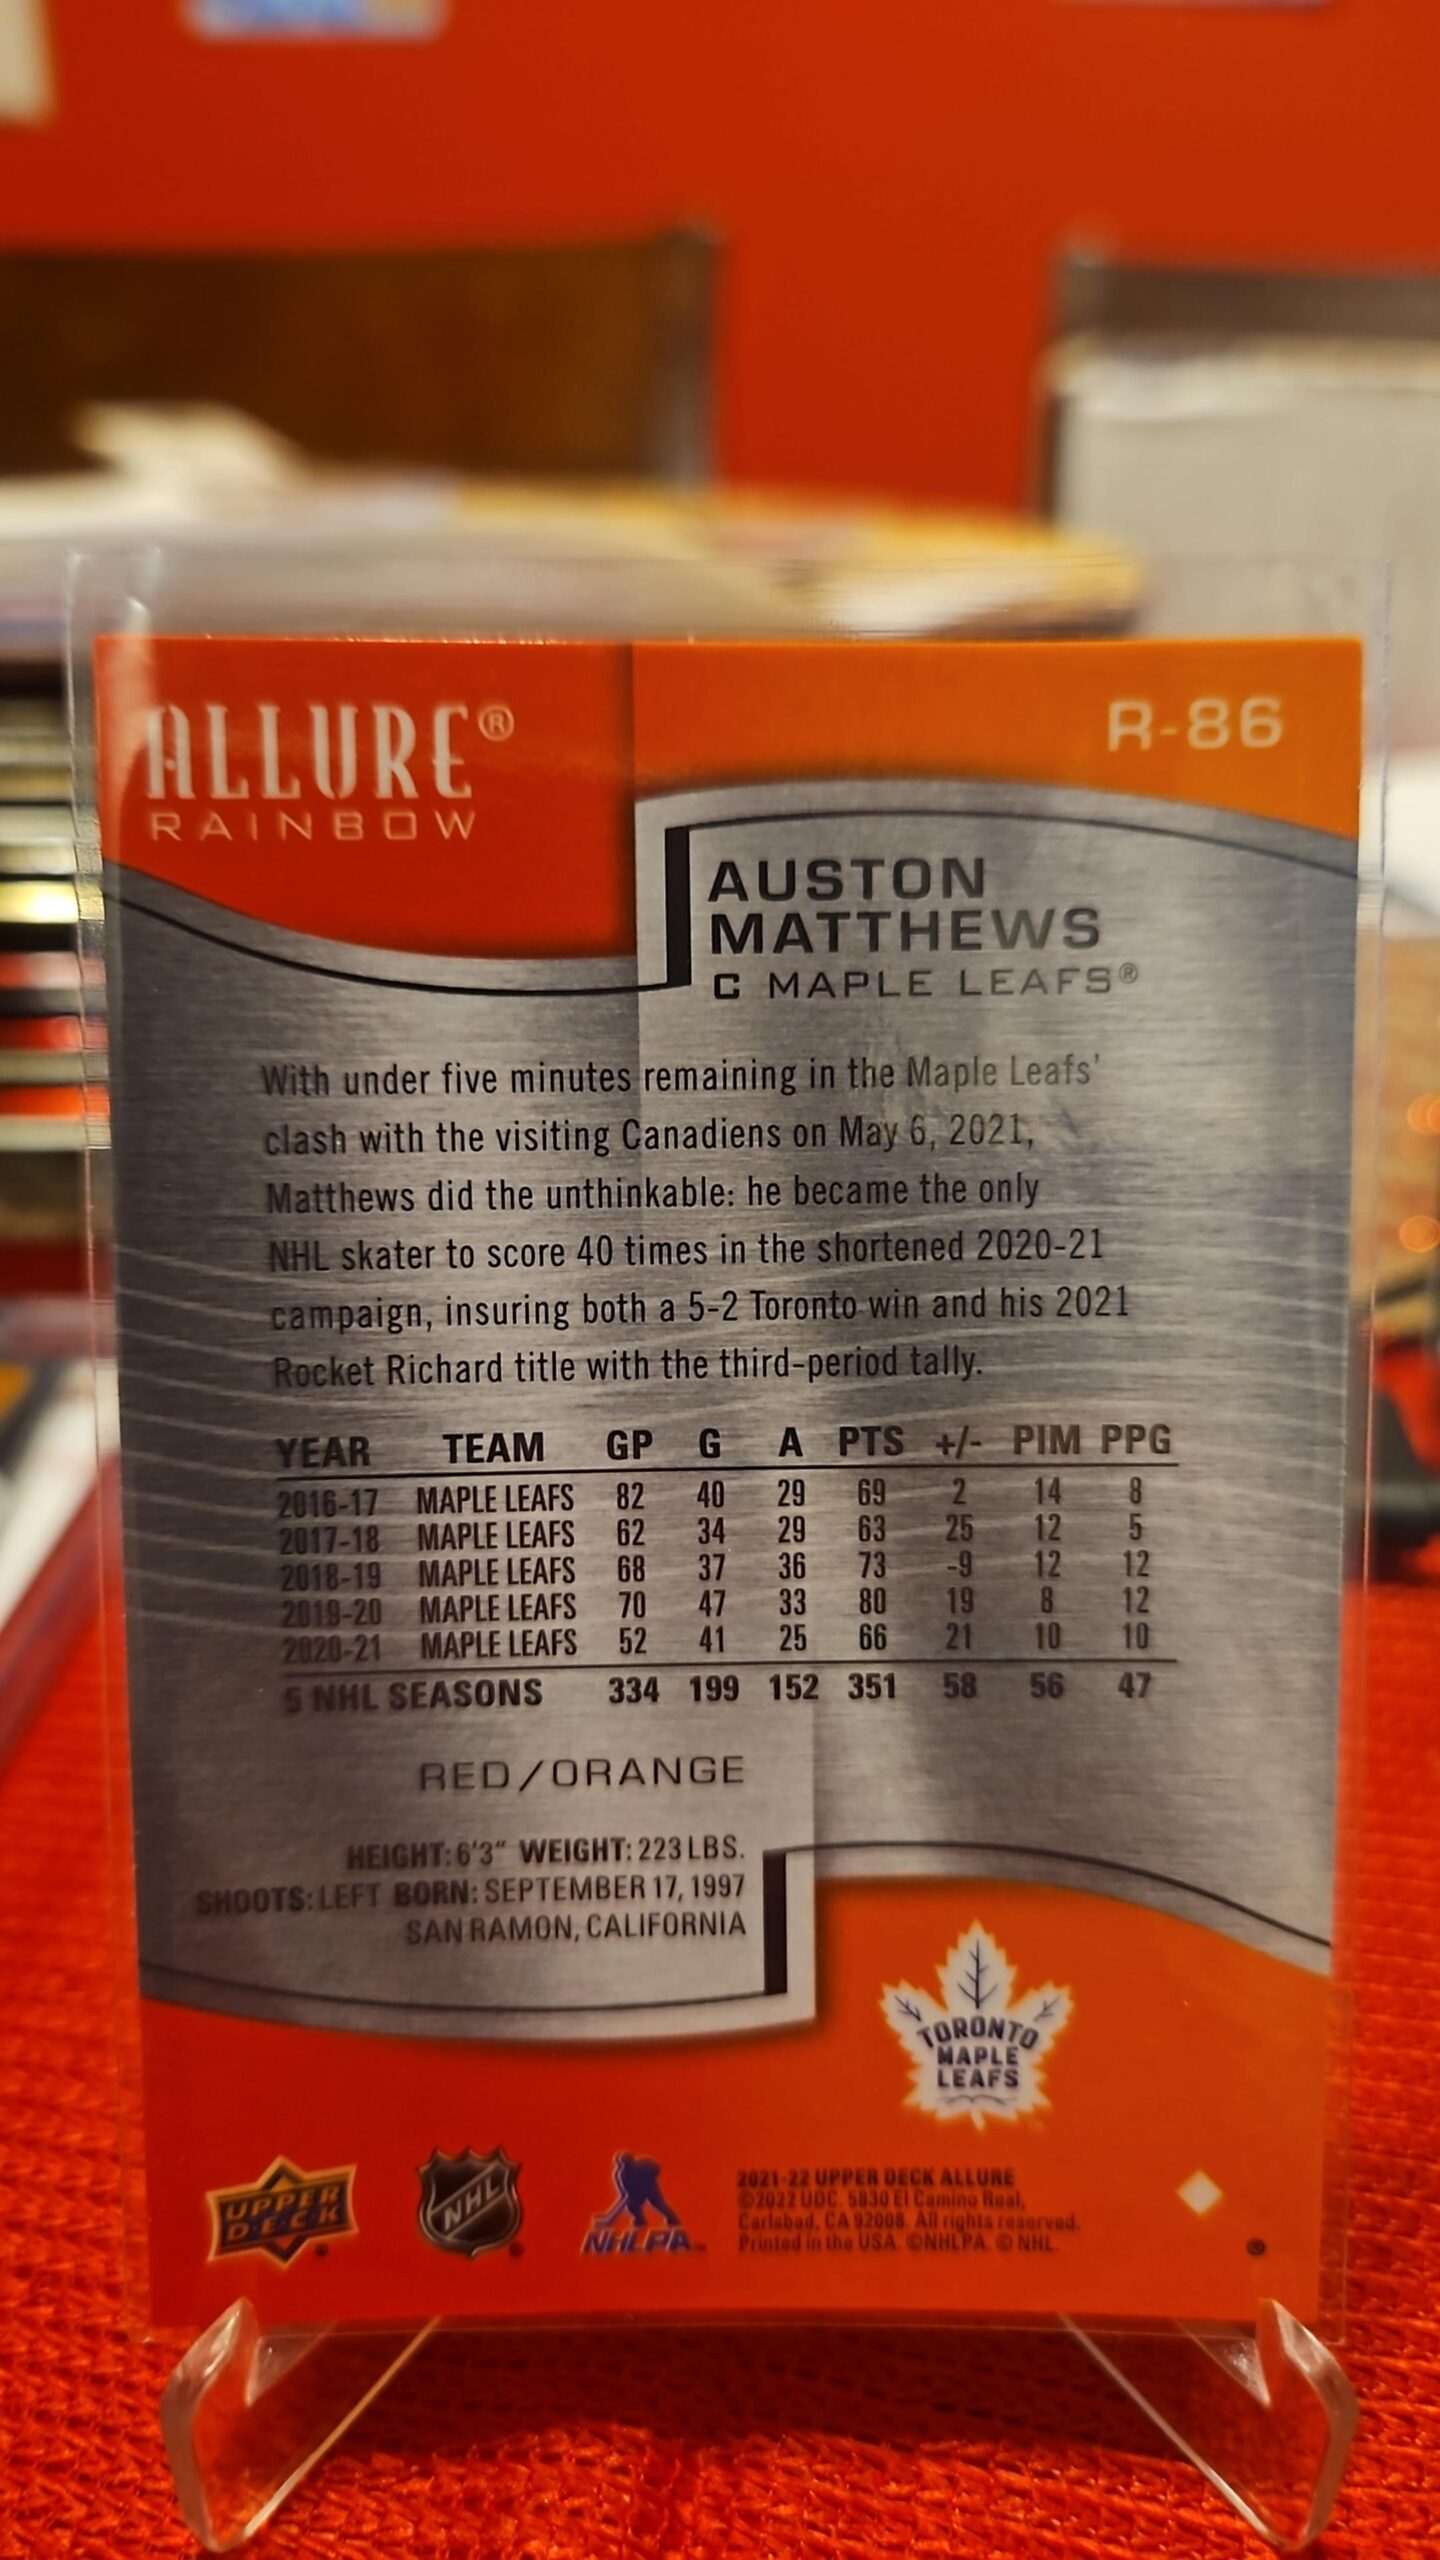 ALLURE®
RAINBOW
R-86
AUSTON
MATTHEWS
C MAPLE LEAFS®
With under five minutes remaining in the Maple Leafs'
clash with the visiting Canadiens on May 6, 2021,
Matthews did the unthinkable: he became the only
NHL skater to score 40 times in the shortened 2020-21
campaign, insuring both a 5-2 Toronto win and his 2021
Rocket Richard title with the third-period tally.
YEAR TEAM GP G A PTS +/- PIM PPG
2016-17 MAPLE LEAFS 82 40 29 69 2 14 8
2017-18 MAPLE LEAFS 62 34 29 63 25 12 5
2018-19 MAPLE LEAFS 68 37 36 73 -9 12 12
2019-20 MAPLE LEAFS 70 47 33 80 19 8 12
2020-21 MAPLE LEAFS 52 41 25 66 21 10 10
5 NHL SEASONS 334 199 152 351 58 56 47
RED/ORANGE
HEIGHT: 6'3" WEIGHT: 223 LBS.
SHOOTS: LEFT BORN: SEPTEMBER 17, 1997
SAN RAMON, CALIFORNIA
TORONTO
MAPLE
LEAFS
UPPER
DECK
NHL
NHLPA
2021-22 UPPER DECK ALLURE
©2022 UDC. 5830 El Camino Real,
Carlsbad, CA 92008. All rights reserved.
Printed in the USA. ©NHLPA. © NHL.